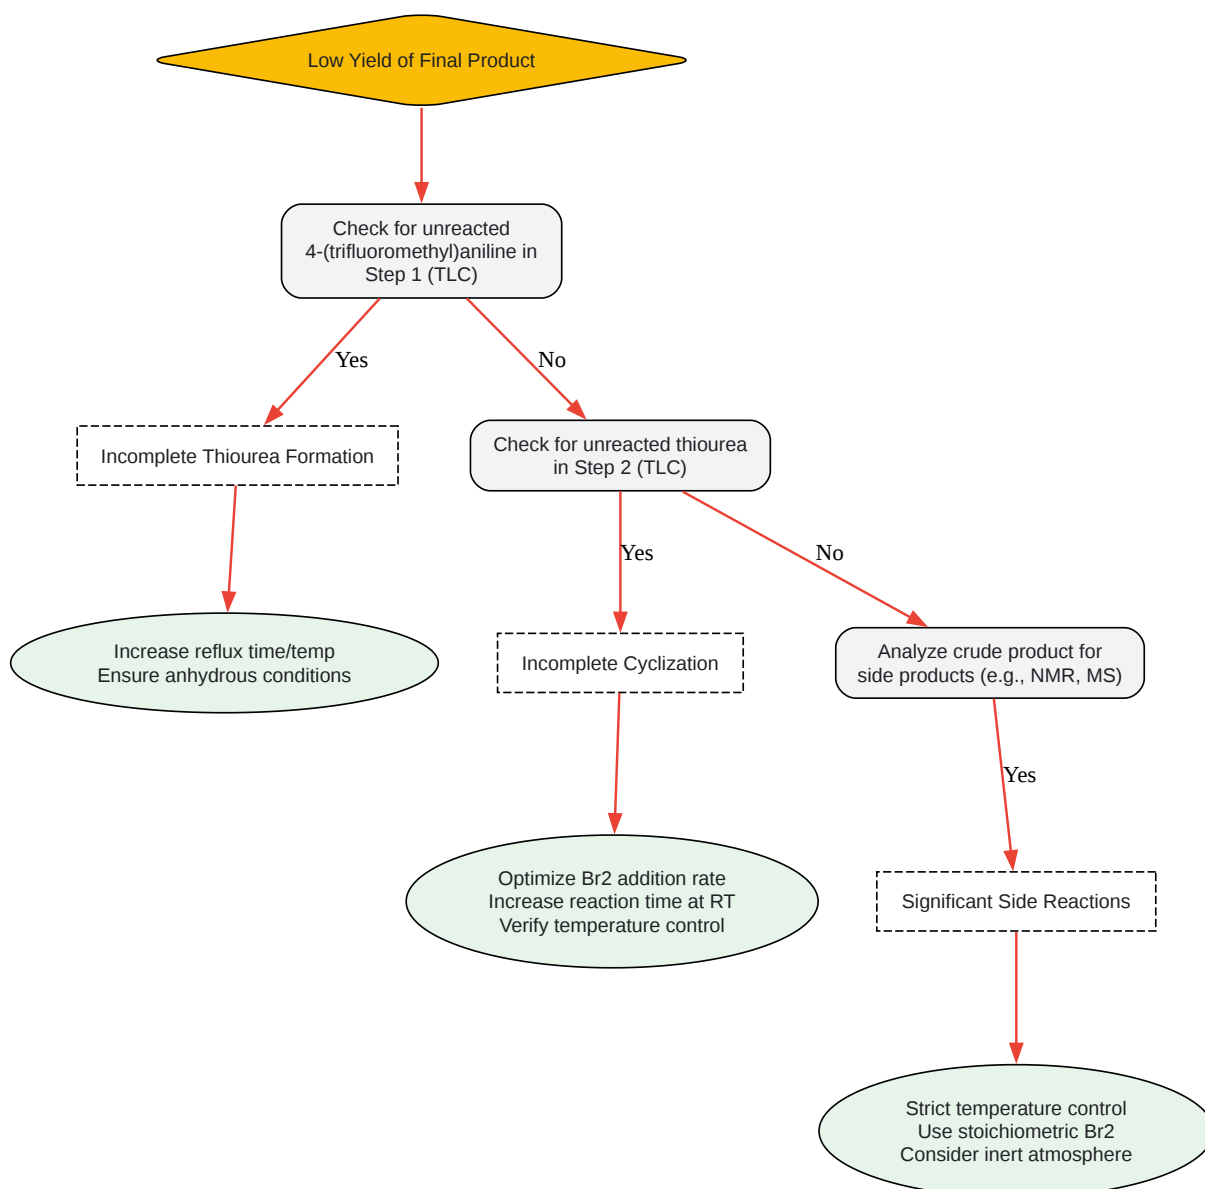 Low Yield of Final Product
Check for unreacted
4-(trifluoromethyl)aniline in
Step 1 (TLC)
Yes
No
Incomplete Thiourea Formation
Check for unreacted thiourea
in Step 2 (TLC)
Yes
No
Increase reflux time/temp
Ensure anhydrous conditions
Incomplete Cyclization
Analyze crude product for
side products (e.g., NMR, MS)
Yes
Optimize Br2 addition rate
Increase reaction time at RT
Verify temperature control
Significant Side Reactions
Strict temperature control
Use stoichiometric Br2
Consider inert atmosphere